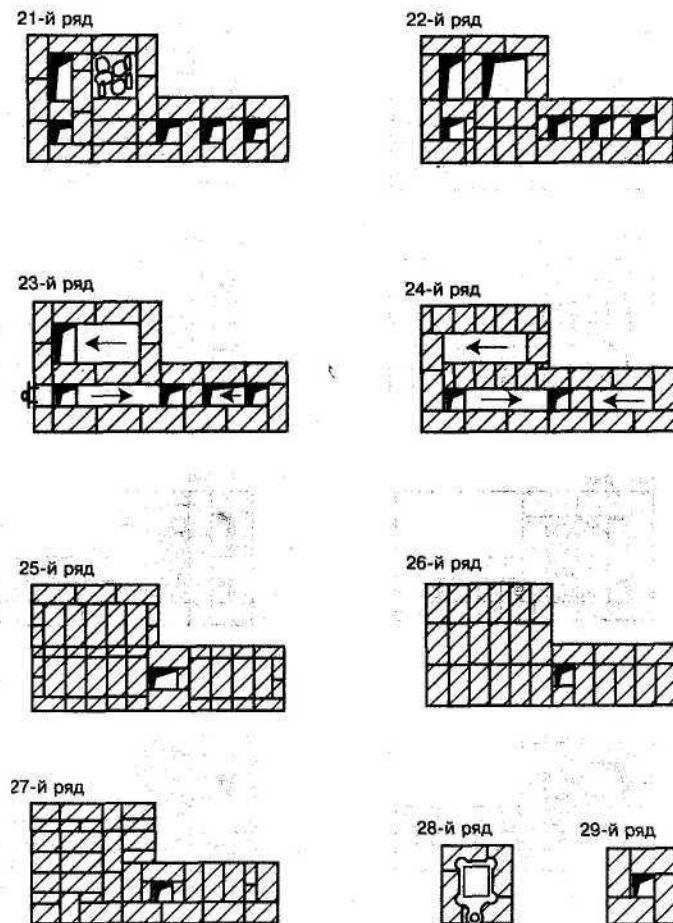 21-й ряд
22-й ряд
23-й ряд
24-й ряд
25-й ряд
26-й ряд
27-й ряд
28-й ряд
29-й ряд